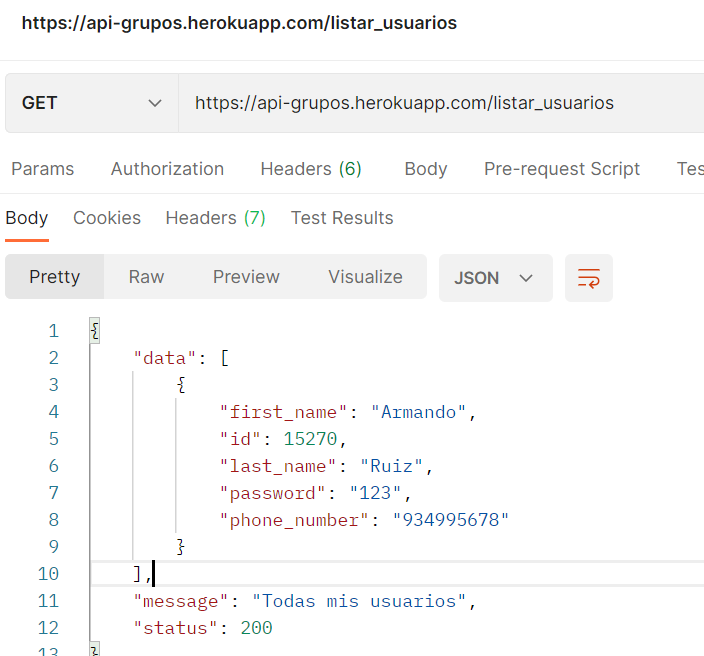 https://api-grupos.herokuapp.com/listar_usuarios
GET https://api-grupos.herokuapp.com/listar_usuarios
Params Authorization Headers (6) Body Pre-request Script Tes
Body Cookies Headers (7) Test Results
Pretty Raw Preview Visualize JSON
1 {
2 "data": [
3 {
4 "first_name": "Armando",
5 "id": 15270,
6 "last_name": "Ruiz",
7 "password": "123",
8 "phone_number": "934995678"
9 }
10 ],
11 "message": "Todas mis usuarios",
12 "status": 200
13 }